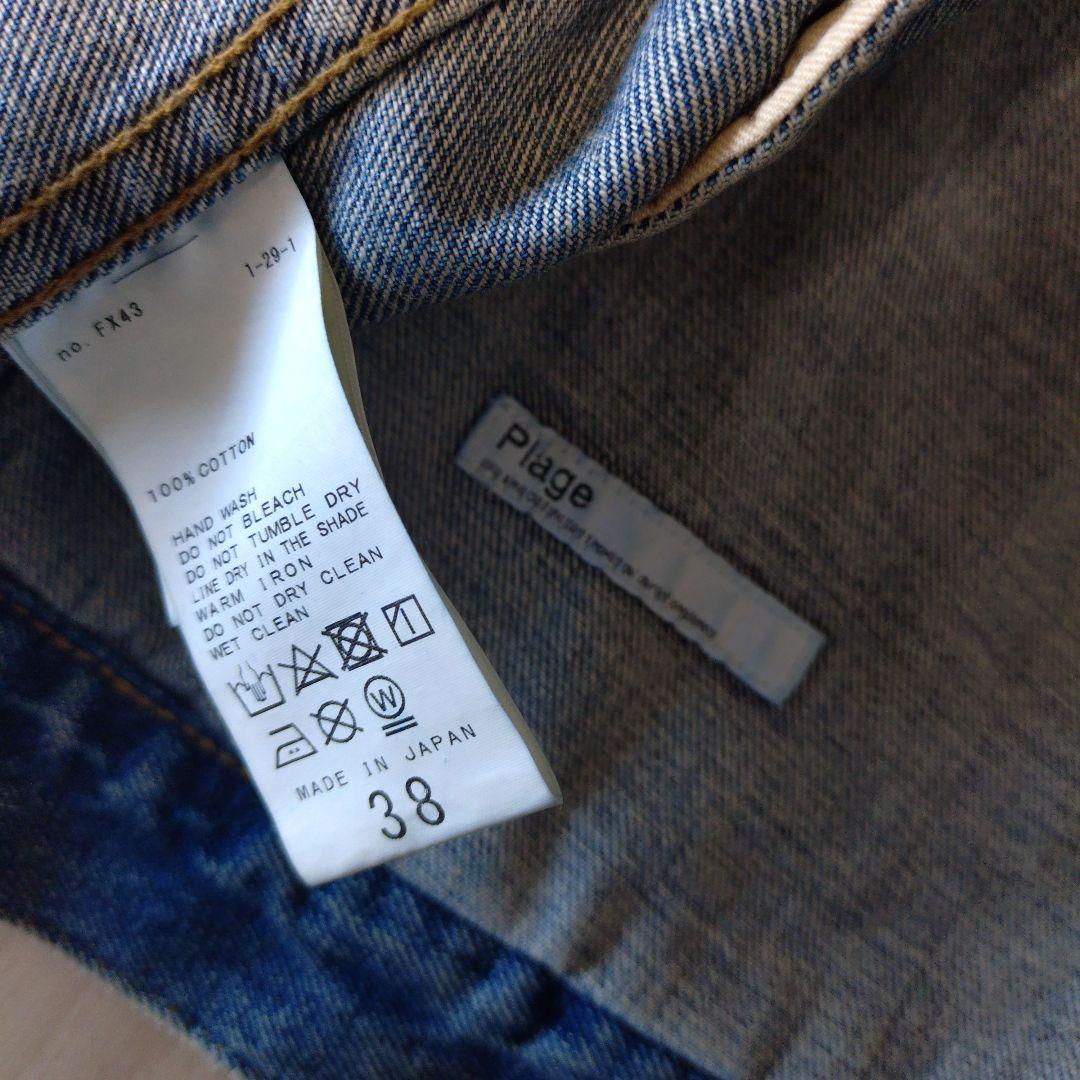 no. FX43
1-29-1
100% COTTON
HAND WASH
DO NOT BLEACH
DO NOT TUMBLE DRY
LINE DRY IN THE SHADE
WARM IRON
DO NOT DRY CLEAN
WET CLEAN
W
MADE IN JAPAN
38
Plage